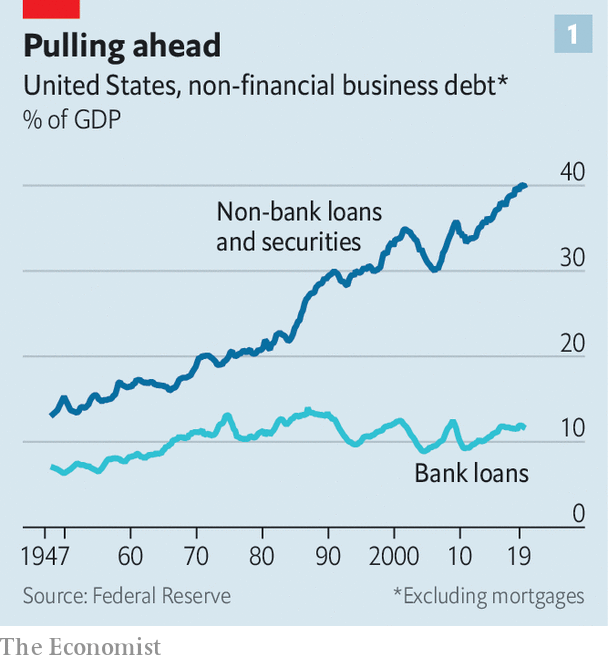 1
Pulling ahead
United States, non-financial business debt*
% of GDP
40
Non-bank loans
and securities
30
20
10
Bank loans
0
1947 60 70 80 90 2000 10 19
Source: Federal Reserve *Excluding mortgages
The Economist